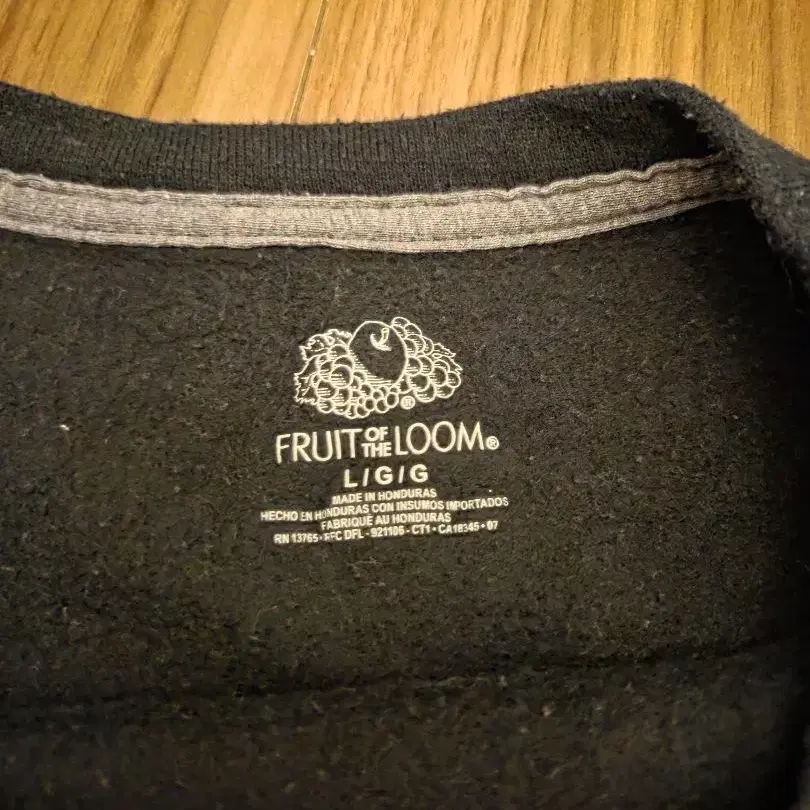 FRUIT OF THE LOOM®
L/G/G
MADE IN HONDURAS
HECHO EN HONDURAS CON INSUMOS IMPORTADOS
FABRIQUÉ AU HONDURAS
RN 13765 • RFC DFL - 921106 - CT1 • CA18345 • 07